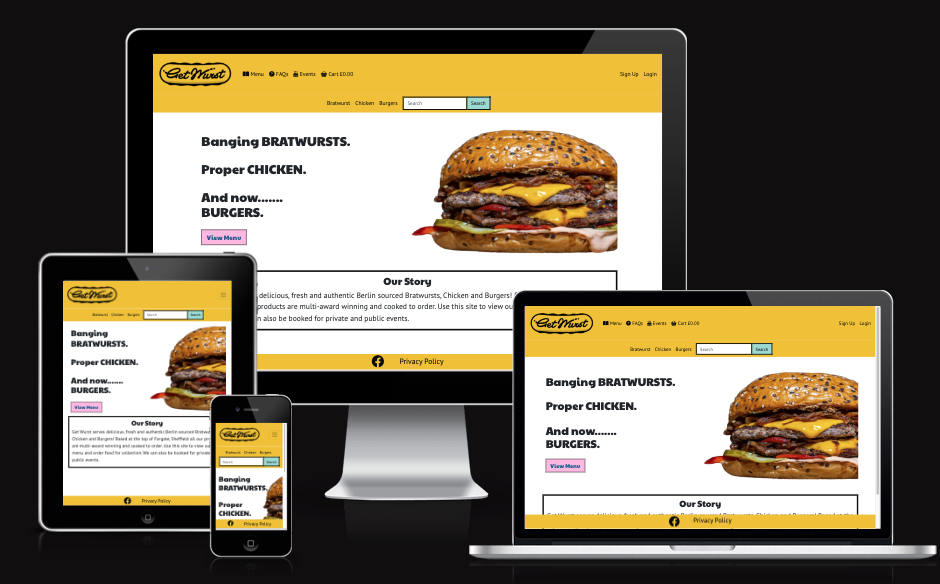 Get Wurst
Menu FAQs Events Cart £0.00
Sign Up Login
Bratwurst Chicken Burgers Search Search
Banging BRATWURSTS.
Proper CHICKEN.
And now.......
BURGERS.
View Menu
Our Story
delicious, fresh and authentic Berlin sourced Bratwursts, Chicken and Burgers!
products are multi-award winning and cooked to order. Use this site to view
also be booked for private and public events.
Privacy Policy
Get Wurst
Bratwurst Chicken Burgers Search Search
Banging
BRATWURSTS.
Proper CHICKEN.
And now.......
BURGERS.
View Menu
Our Story
Get Wurst serves delicious, fresh and authentic Berlin sourced Bratwursts,
Chicken and Burgers! Based at the top of Fargate, Sheffield all our
are multi-award winning and cooked to order. Use this site to view
menu and order food for collection. We can also be booked for private
public events.
Privacy Policy
Get Wurst
Bratwurst Chicken Burgers
Search Search
Banging
BRATWURSTS.
Proper
CHICKEN.
Privacy Policy
Get Wurst
Menu FAQs Events Cart £0.00
Sign Up Login
Bratwurst Chicken Burgers Search Search
Banging BRATWURSTS.
Proper CHICKEN.
And now.......
BURGERS.
View Menu
Our Story
Privacy Policy